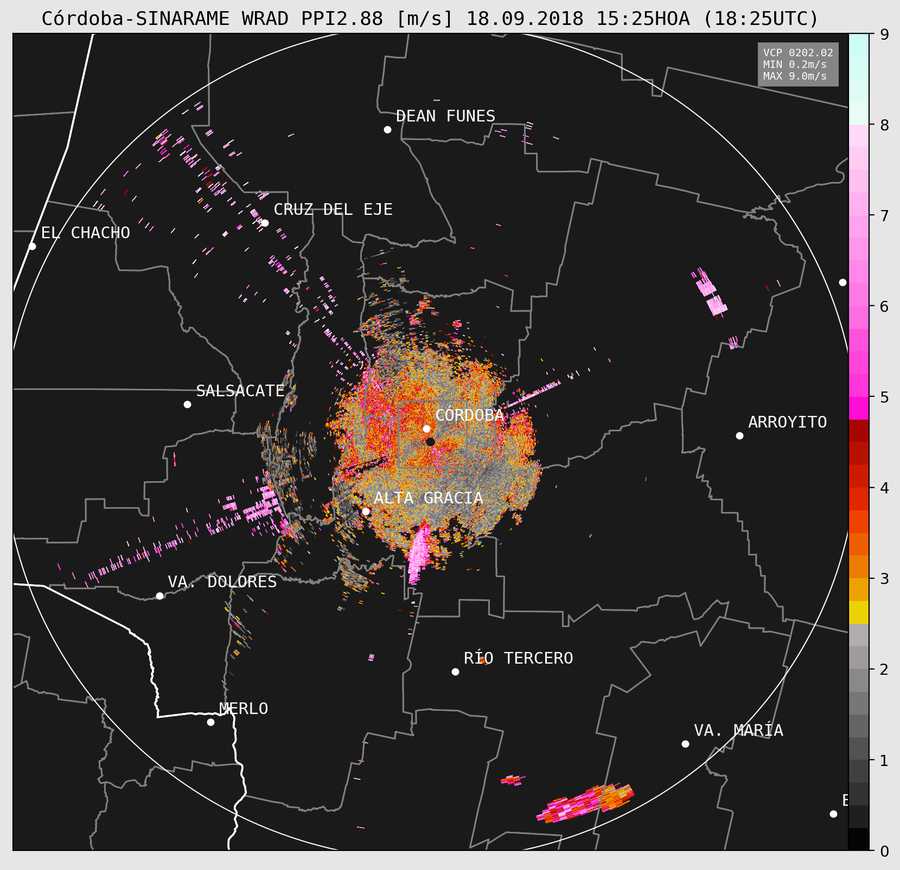 Córdoba-SINARAME WRAD PPI2.88 [m/s] 18.09.2018 15:25HOA (18:25UTC)
VCP 0202.02
MIN 0.2m/s
MAX 9.0m/s
DEAN FUNES
CRUZ DEL EJE
EL CHACHO
SALSACATE
CÓRDOBA
ARROYITO
ALTA GRACIA
VA. DOLORES
RÍO TERCERO
MERLO
VA. MARÍA
9
8
7
6
5
4
3
2
1
0